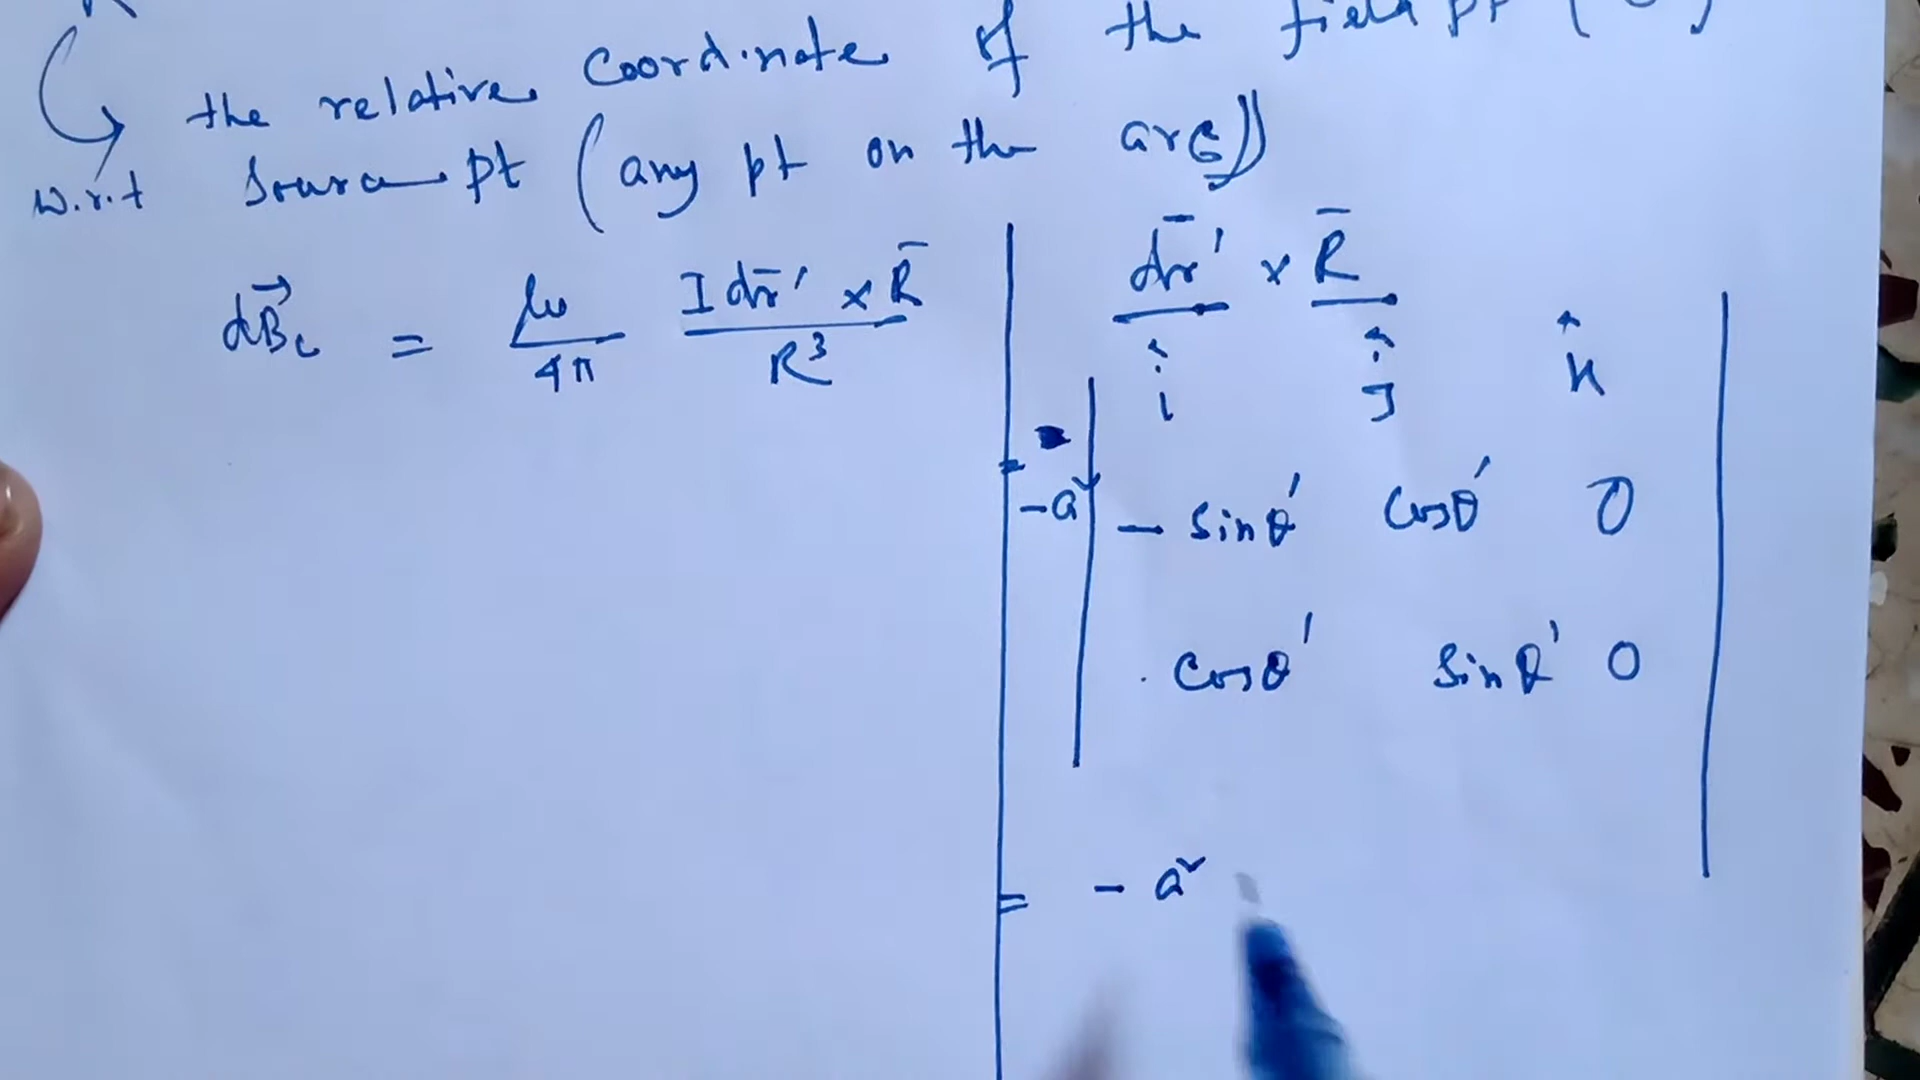 the relative coordinate of the field pt (
w.r.t source pt (any pt on the arc))
dB⃗c = μ₀/4π I dr̄' × R̄ / R³
dr̄' × R̄
î ĵ k̂
= -a² | - sinθ' cosθ' 0 |
cosθ' sinθ' 0
= - a²